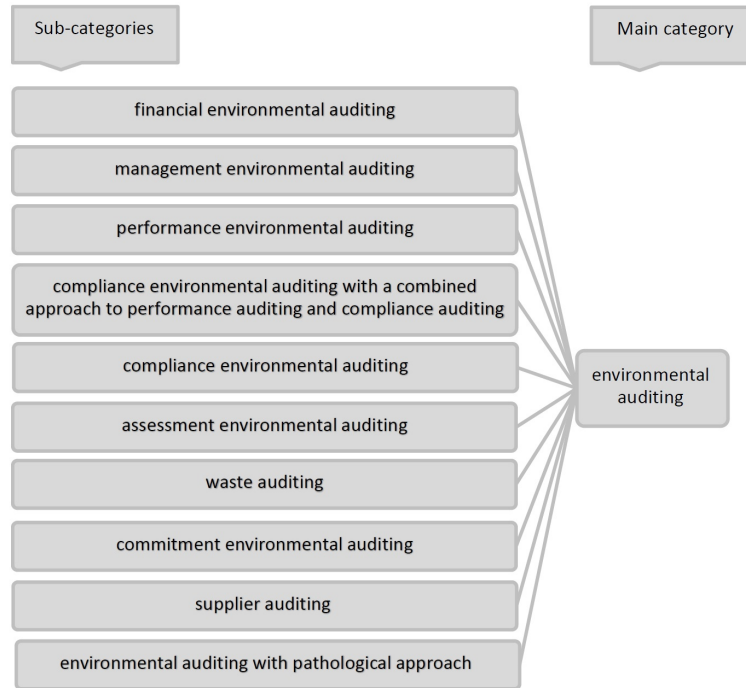 Sub-categories
Main category
financial environmental auditing
management environmental auditing
performance environmental auditing
compliance environmental auditing with a combined
approach to performance auditing and compliance auditing
compliance environmental auditing
assessment environmental auditing
waste auditing
commitment environmental auditing
supplier auditing
environmental auditing with pathological approach
environmental
auditing